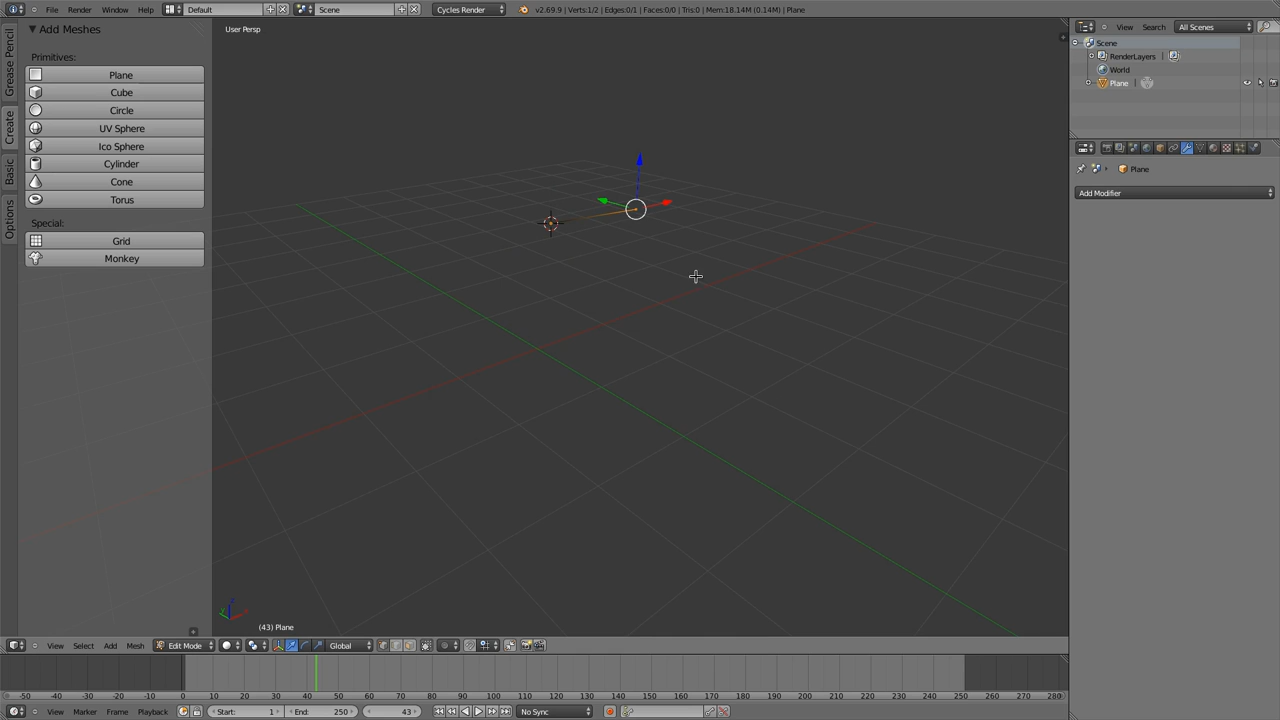 File Render Window Help Default Scene Cycles Render v2.69.9 | Verts:1/2 | Edges:0/1 | Faces:0/0 | Tris:0 | Mem:18.14M (0.14M) | Plane
Grease Pencil
Create
Basic
Options
Add Meshes
Primitives:
Plane
Cube
Circle
UV Sphere
Ico Sphere
Cylinder
Cone
Torus
Special:
Grid
Monkey
User Persp
(43) Plane
View Search All Scenes
Scene
RenderLayers |
World
Plane |
Plane
Add Modifier
View Select Add Mesh Edit Mode Global
-50 -40 -30 -20 -10 0 10 20 30 40 50 60 70 80 90 100 110 120 130 140 150 160 170 180 190 200 210 220 230 240 250 260 270 280
View Marker Frame Playback Start: 1 End: 250 43 No Sync